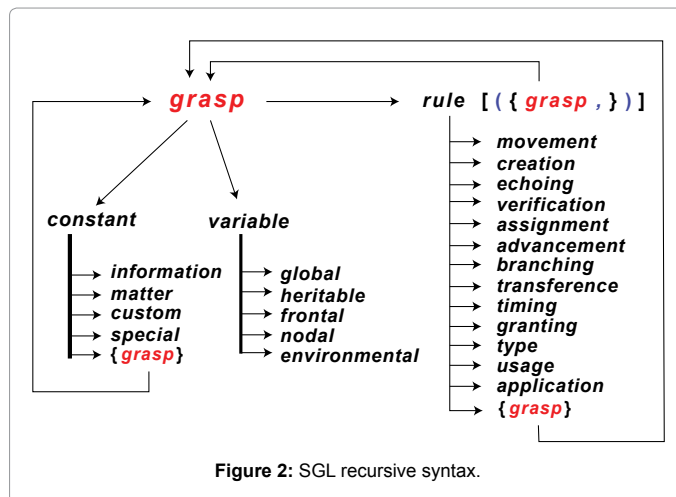 grasp
rule [ ( { grasp , } ) ]
movement
creation
echoing
verification
assignment
advancement
branching
transference
timing
granting
type
usage
application
{grasp}
constant
information
matter
custom
special
{grasp}
variable
global
heritable
frontal
nodal
environmental
Figure 2: SGL recursive syntax.